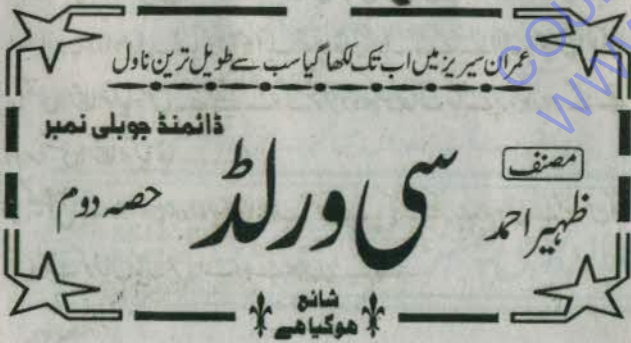 عمران سیریز میں اب تک لکھا گیا سب سے طویل ترین ناول
ڈائمنڈ جوبلی نمبر
مصنف
ظہیر احمد
سی ورلڈ
حصہ دوم
شائع
ہوگیا ہے